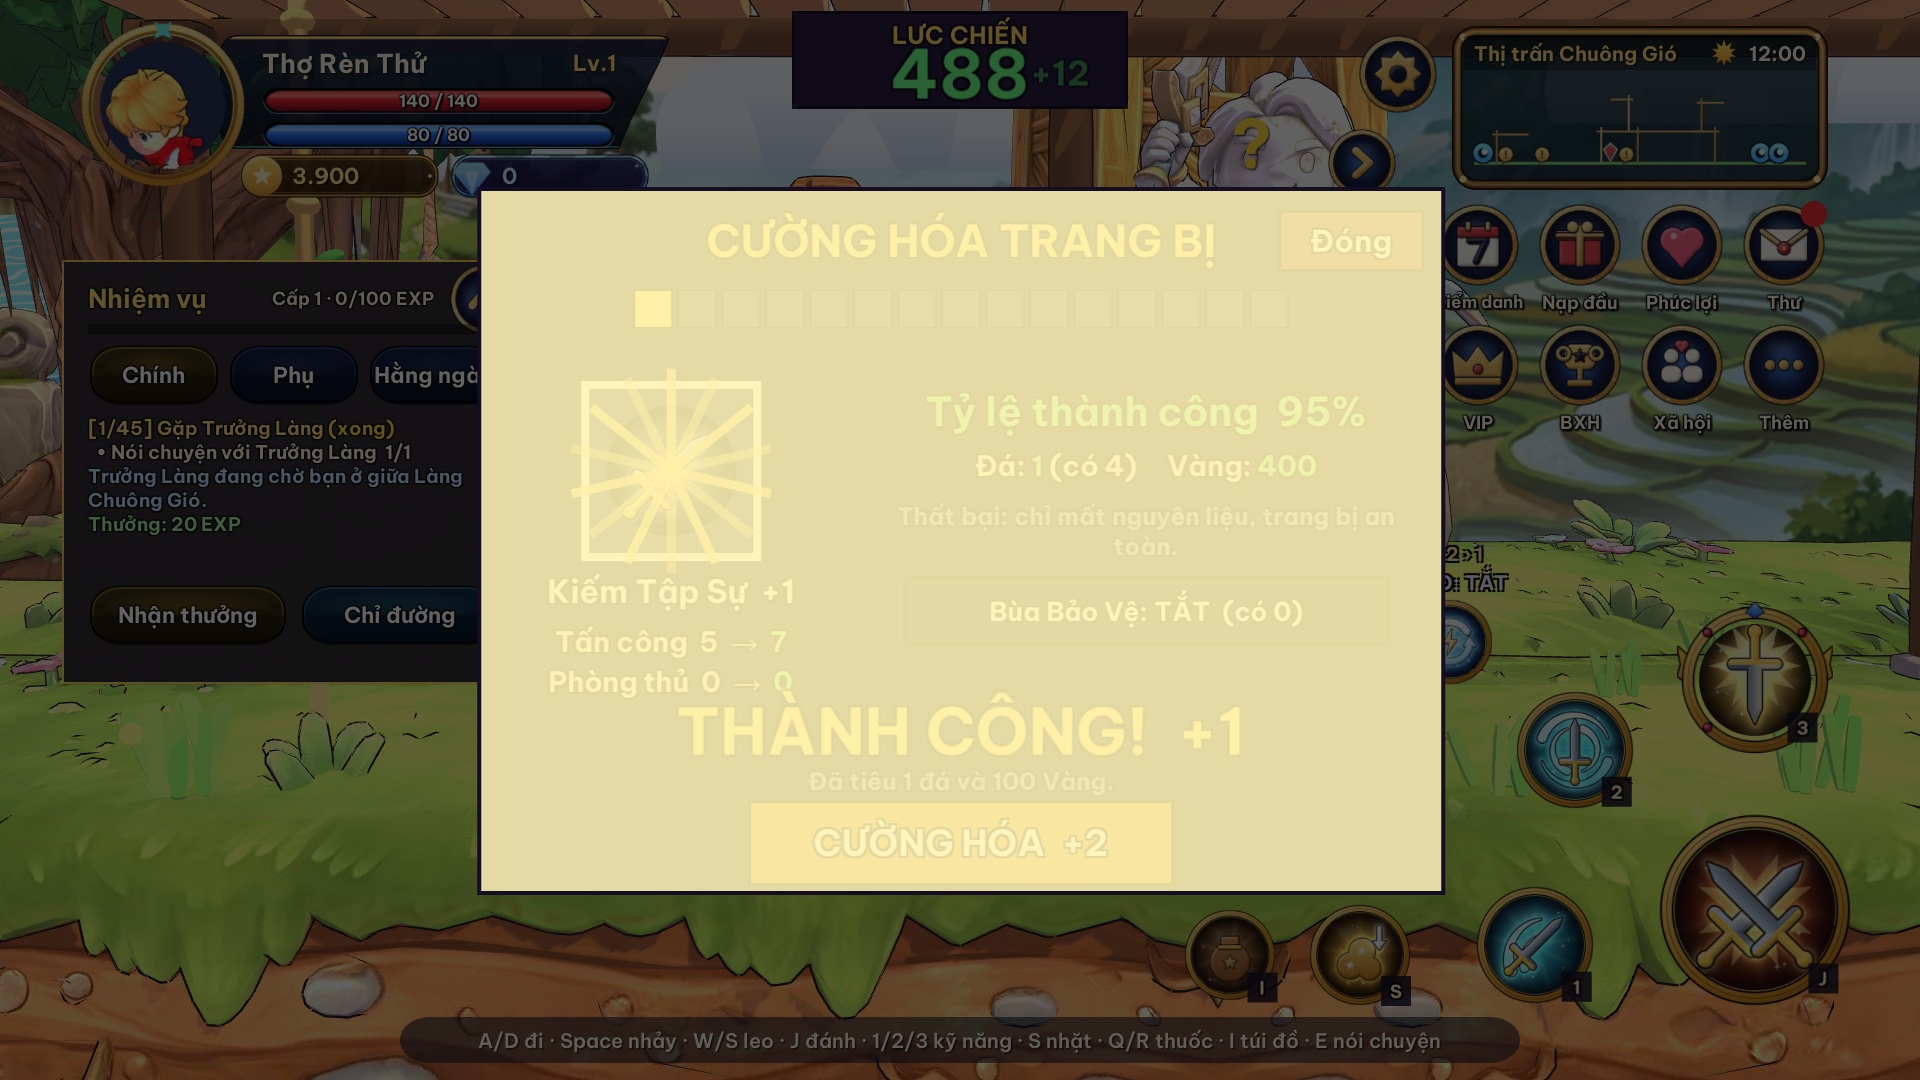 LỰC CHIẾN
488 +12
Thợ Rèn Thử Lv.1
140 / 140
80 / 80
3.900
0
Thị trấn Chuông Gió 12:00
?
7
iểm danh
Nạp đầu
Phúc lợi
Thư
VIP
BXH
Xã hội
Thêm
Nhiệm vụ
Cấp 1 · 0/100 EXP
Chính
Phụ
Hằng ngà
[1/45] Gặp Trưởng Làng (xong)
• Nói chuyện với Trưởng Làng 1/1
Trưởng Làng đang chờ bạn ở giữa Làng
Chuông Gió.
Thưởng: 20 EXP
Nhận thưởng
Chỉ đường
CƯỜNG HÓA TRANG BỊ
Đóng
Tỷ lệ thành công 95%
Đá: 1 (có 4) Vàng: 400
Thất bại: chỉ mất nguyên liệu, trang bị an
toàn.
Bùa Bảo Vệ: TẮT (có 0)
Kiếm Tập Sự +1
Tấn công 5 → 7
Phòng thủ 0 → 0
THÀNH CÔNG! +1
Đã tiêu 1 đá và 100 Vàng.
CƯỜNG HÓA +2
: TẮT
3
2
1
J
I
S
A/D đi · Space nhảy · W/S leo · J đánh · 1/2/3 kỹ năng · S nhặt · Q/R thuốc · I túi đồ · E nói chuyện